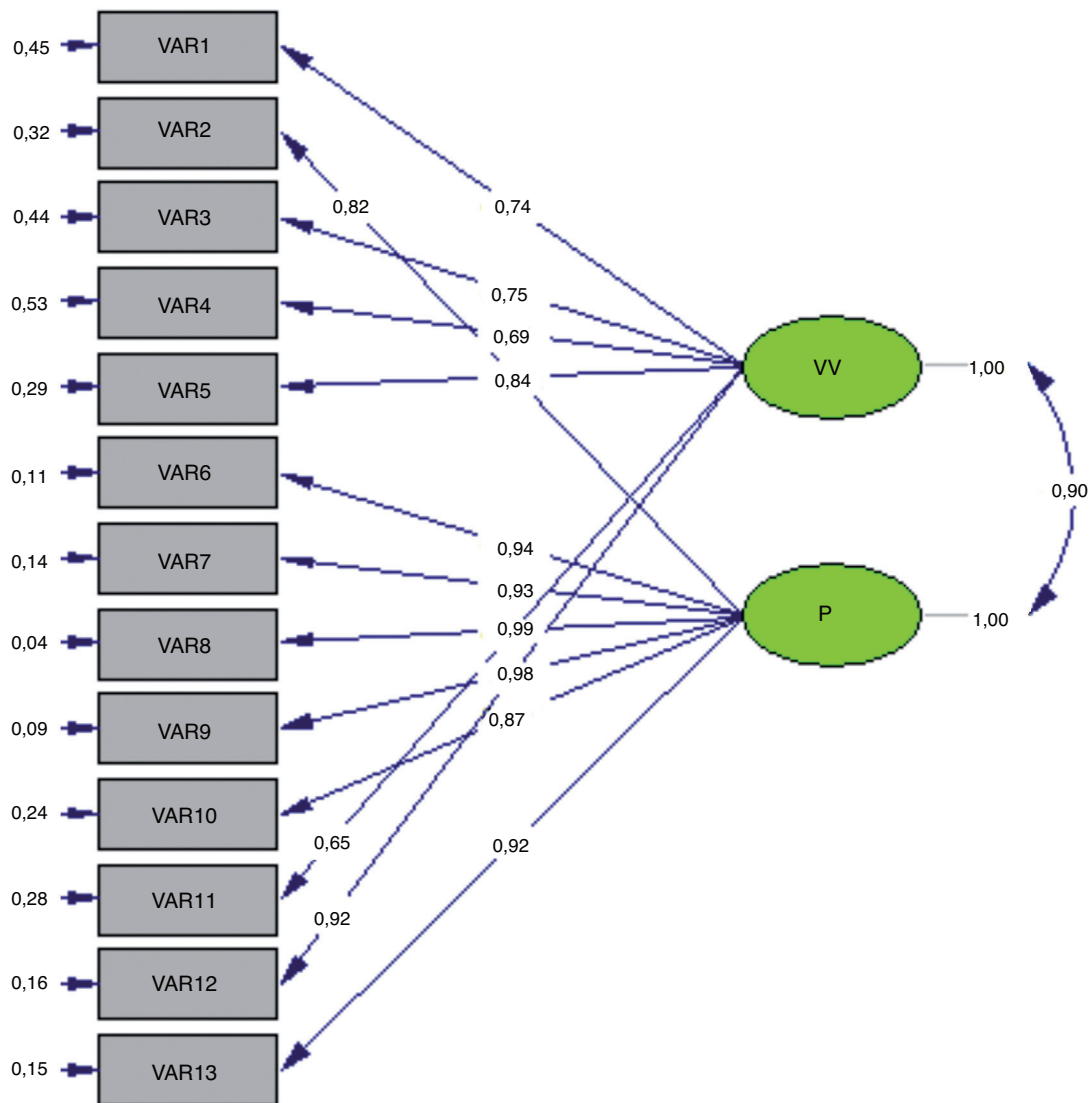 0,45 VAR1
0,32 VAR2
0,44 VAR3
0,53 VAR4
0,29 VAR5
0,11 VAR6
0,14 VAR7
0,04 VAR8
0,09 VAR9
0,24 VAR10
0,28 VAR11
0,16 VAR12
0,15 VAR13
0,82
0,74
0,75
0,69
0,84
0,94
0,93
0,99
0,98
0,87
0,65
0,92
0,92
VV 1,00
P 1,00
0,90